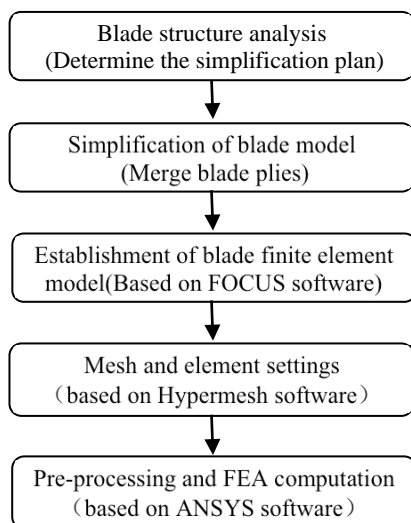 Blade structure analysis
(Determine the simplification plan)
Simplification of blade model
(Merge blade plies)
Establishment of blade finite element
model(Based on FOCUS software)
Mesh and element settings
（based on Hypermesh software）
Pre-processing and FEA computation
（based on ANSYS software）